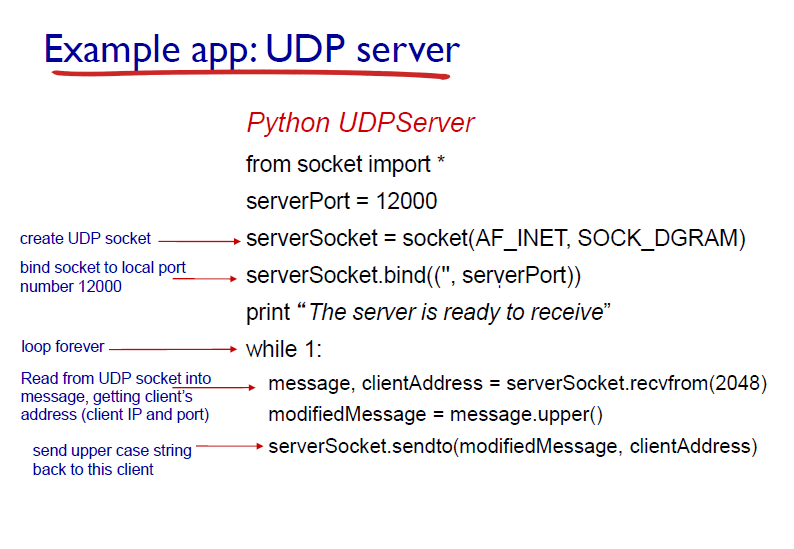 Example app: UDP server
Python UDPServer
from socket import *
serverPort = 12000
create UDP socket
serverSocket = socket(AF_INET, SOCK_DGRAM)
bind socket to local port
number 12000
serverSocket.bind(('', serverPort))
print “The server is ready to receive”
loop forever
while 1:
Read from UDP socket into
message, getting client’s
address (client IP and port)
message, clientAddress = serverSocket.recvfrom(2048)
modifiedMessage = message.upper()
send upper case string
back to this client
serverSocket.sendto(modifiedMessage, clientAddress)